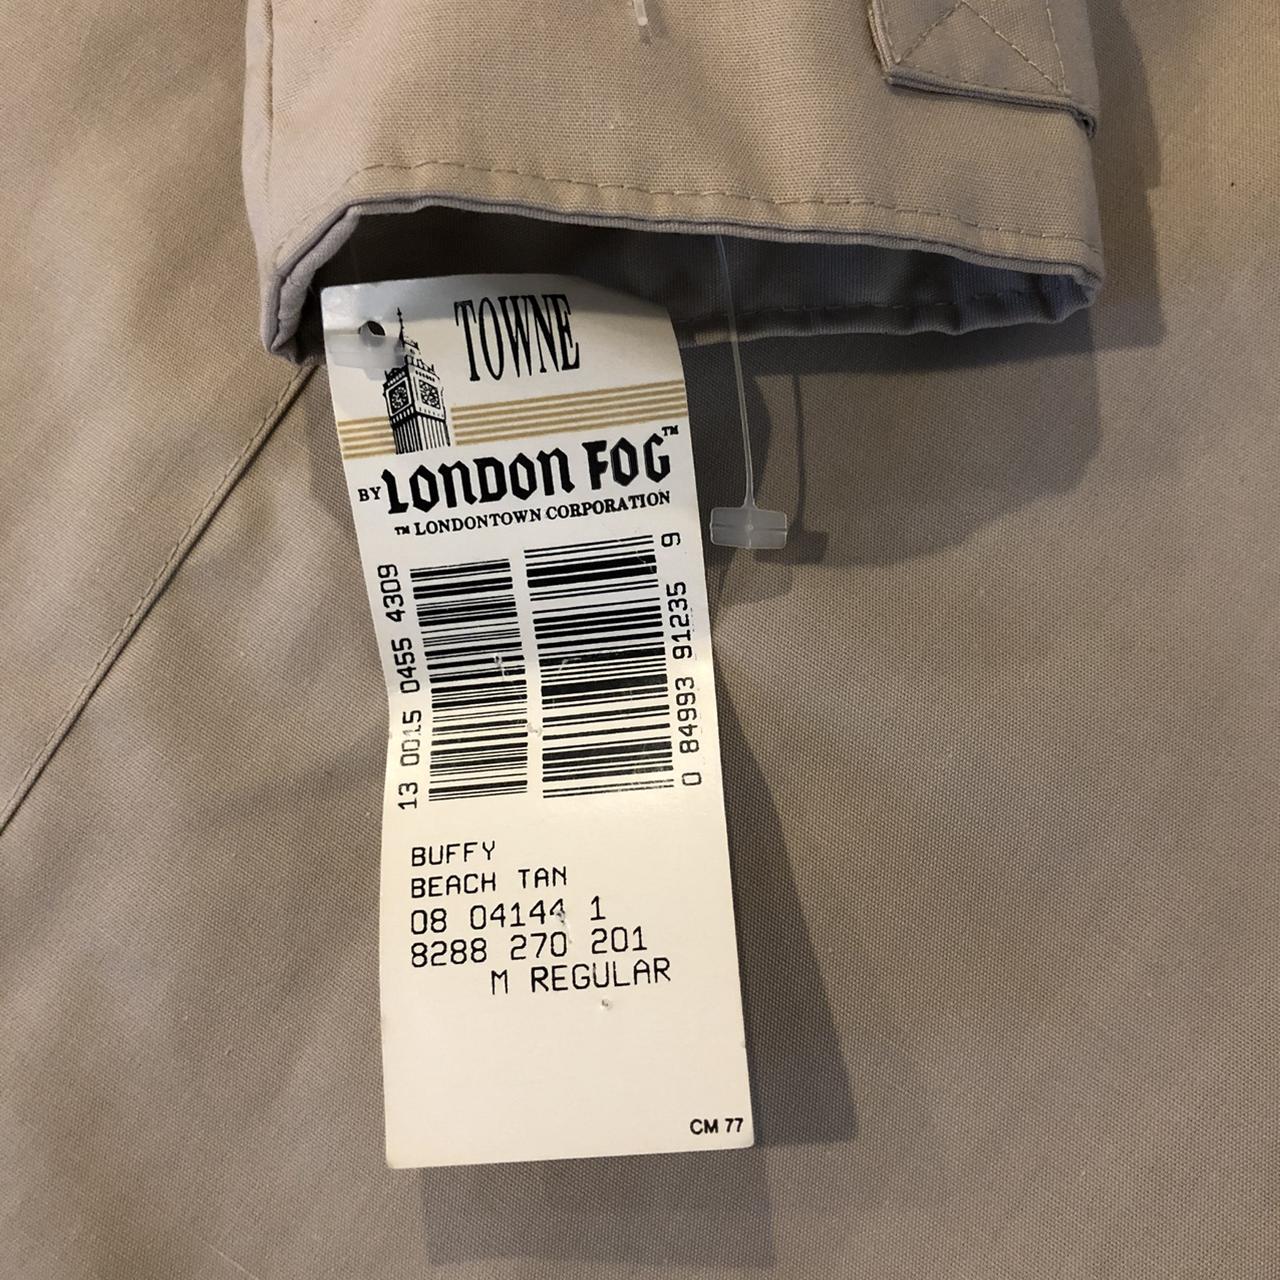 TOWNE
BY LONDON FOG™
™ LONDONTOWN CORPORATION
13 0015 0455 4309
0 84993 91235 9
BUFFY
BEACH TAN
08 04144 1
8288 270 201
M REGULAR
CM 77